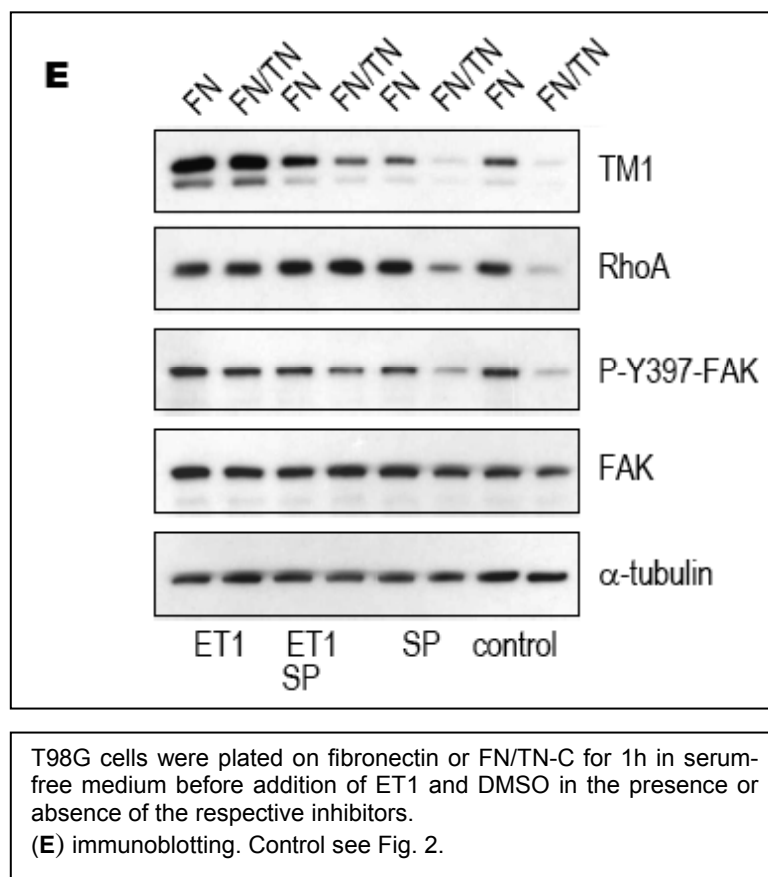 E
FN FN/TN FN FN/TN FN FN/TN FN FN/TN
TM1
RhoA
P-Y397-FAK
FAK
α-tubulin
ET1 ET1 SP control
SP
T98G cells were plated on fibronectin or FN/TN-C for 1h in serum-
free medium before addition of ET1 and DMSO in the presence or
absence of the respective inhibitors.
(E) immunoblotting. Control see Fig. 2.